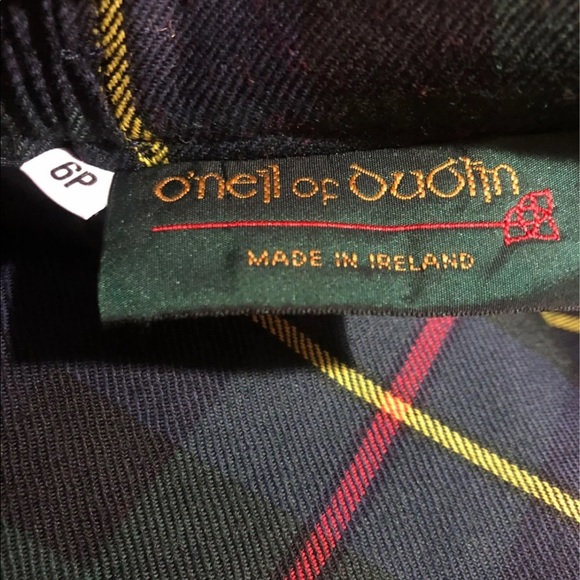 6P
O'neill of Dublin
MADE IN IRELAND